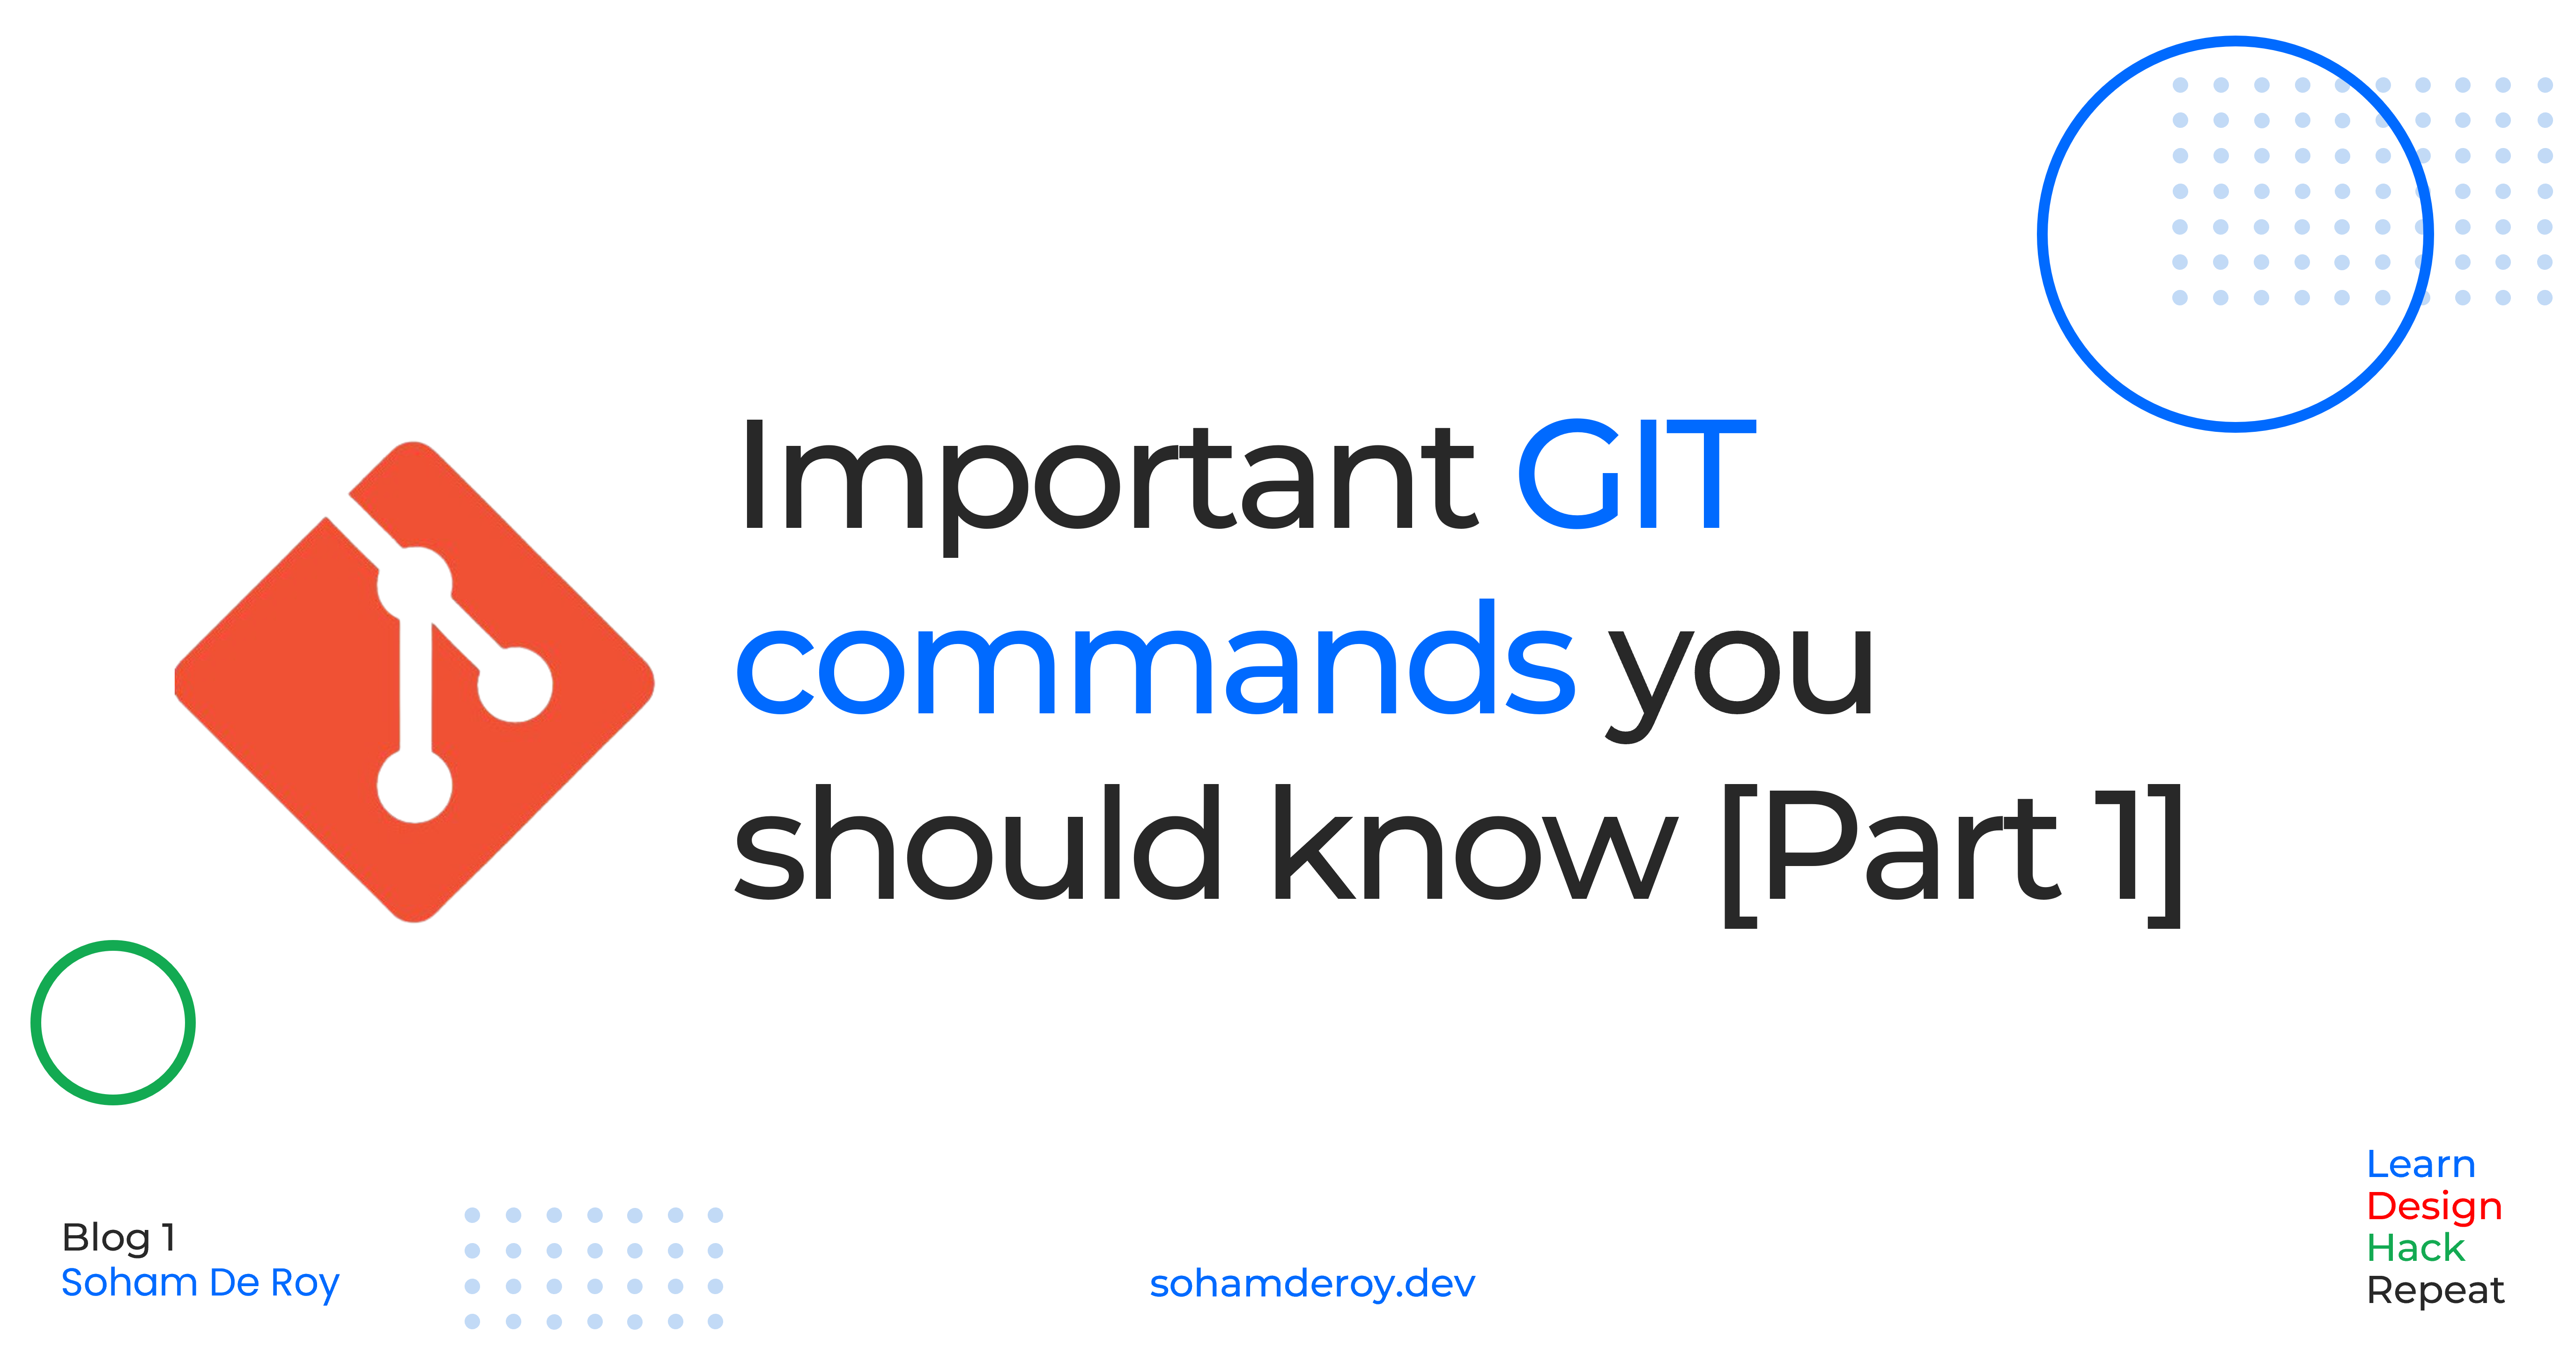 Important GIT
commands you
should know [Part 1]
Blog 1
Soham De Roy
sohamderoy.dev
Learn
Design
Hack
Repeat